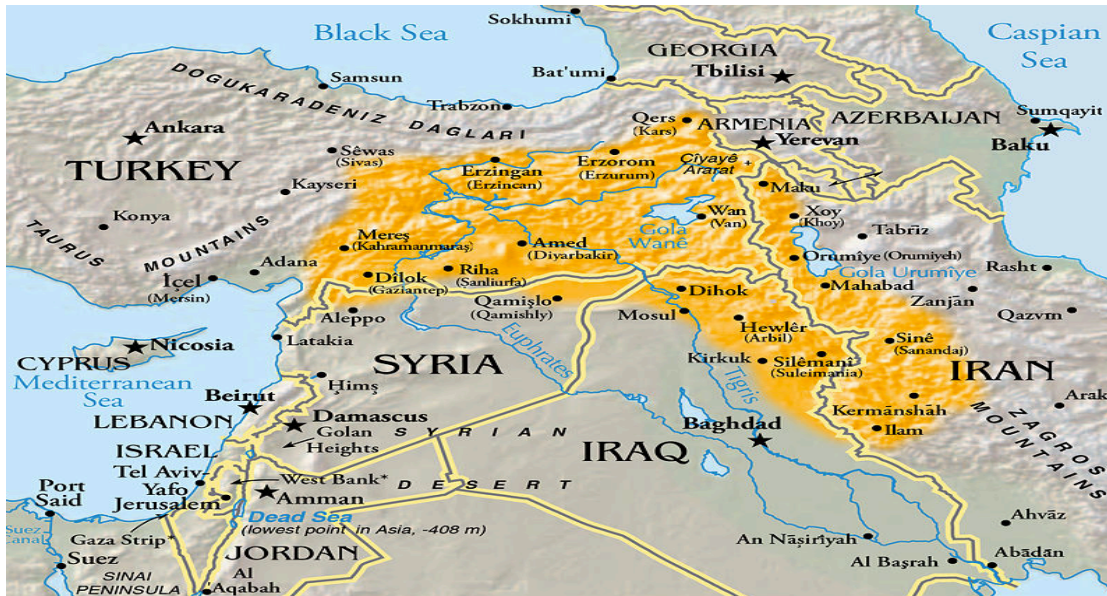 Sokhumi
Black Sea
Caspian
Sea
GEORGIA
Tbilisi
Bat'umi
DOGUKARADENIZ DAGLARI
Samsun
Trabzon
Qers
(Kars)
ARMENIA
Yerevan
AZERBAIJAN
Sumqayit
Baku
Ankara
TURKEY
Sêwas
(Sivas)
Kayseri
Erzingan
(Erzincan)
Erzorom
(Erzurum)
Cîyayê
Ararat
Maku
Konya
TAURUS
MOUNTAINS
Wan
(Van)
Gola
Wanê
Xoy
(Khoy)
Tabrīz
Mereş
(Kahramanmaraş)
Amed
(Diyarbakir)
Adana
İçel
(Mersin)
Dîlok
(Gaziantep)
Riha
(Şanliurfa)
Orumîye (Orumiyeh)
Gola Urumîye
Mahabad
Rasht
Zanjān
Qamişlo
(Qamishly)
Dihok
Mosul
Aleppo
Qazvm
Hewlêr
(Arbil)
Sinê
(Sanandaj)
Nicosia
CYPRUS
Latakia
Euphrates
SYRIA
Kirkuk
Silêmanî
(Suleimania)
IRAN
Mediterranean
Sea
Ḩimş
Tigris
Beirut
LEBANON
Damascus
Kermānshāh
Arak
Ilam
ZAGROS
MOUNTAINS
Golan
Heights
SYRIAN
DESERT
IRAQ
Baghdad
ISRAEL
Tel Aviv-
Yafo
Jerusalem
West Bank*
Amman
Port
Said
Dead Sea
(lowest point in Asia, -408 m)
Suez
Canal
Gaza Strip*
Suez
JORDAN
Ahvāz
An Nāşirīyah
Al Başrah
Abādān
SINAI
PENINSULA
Al
Aqabah